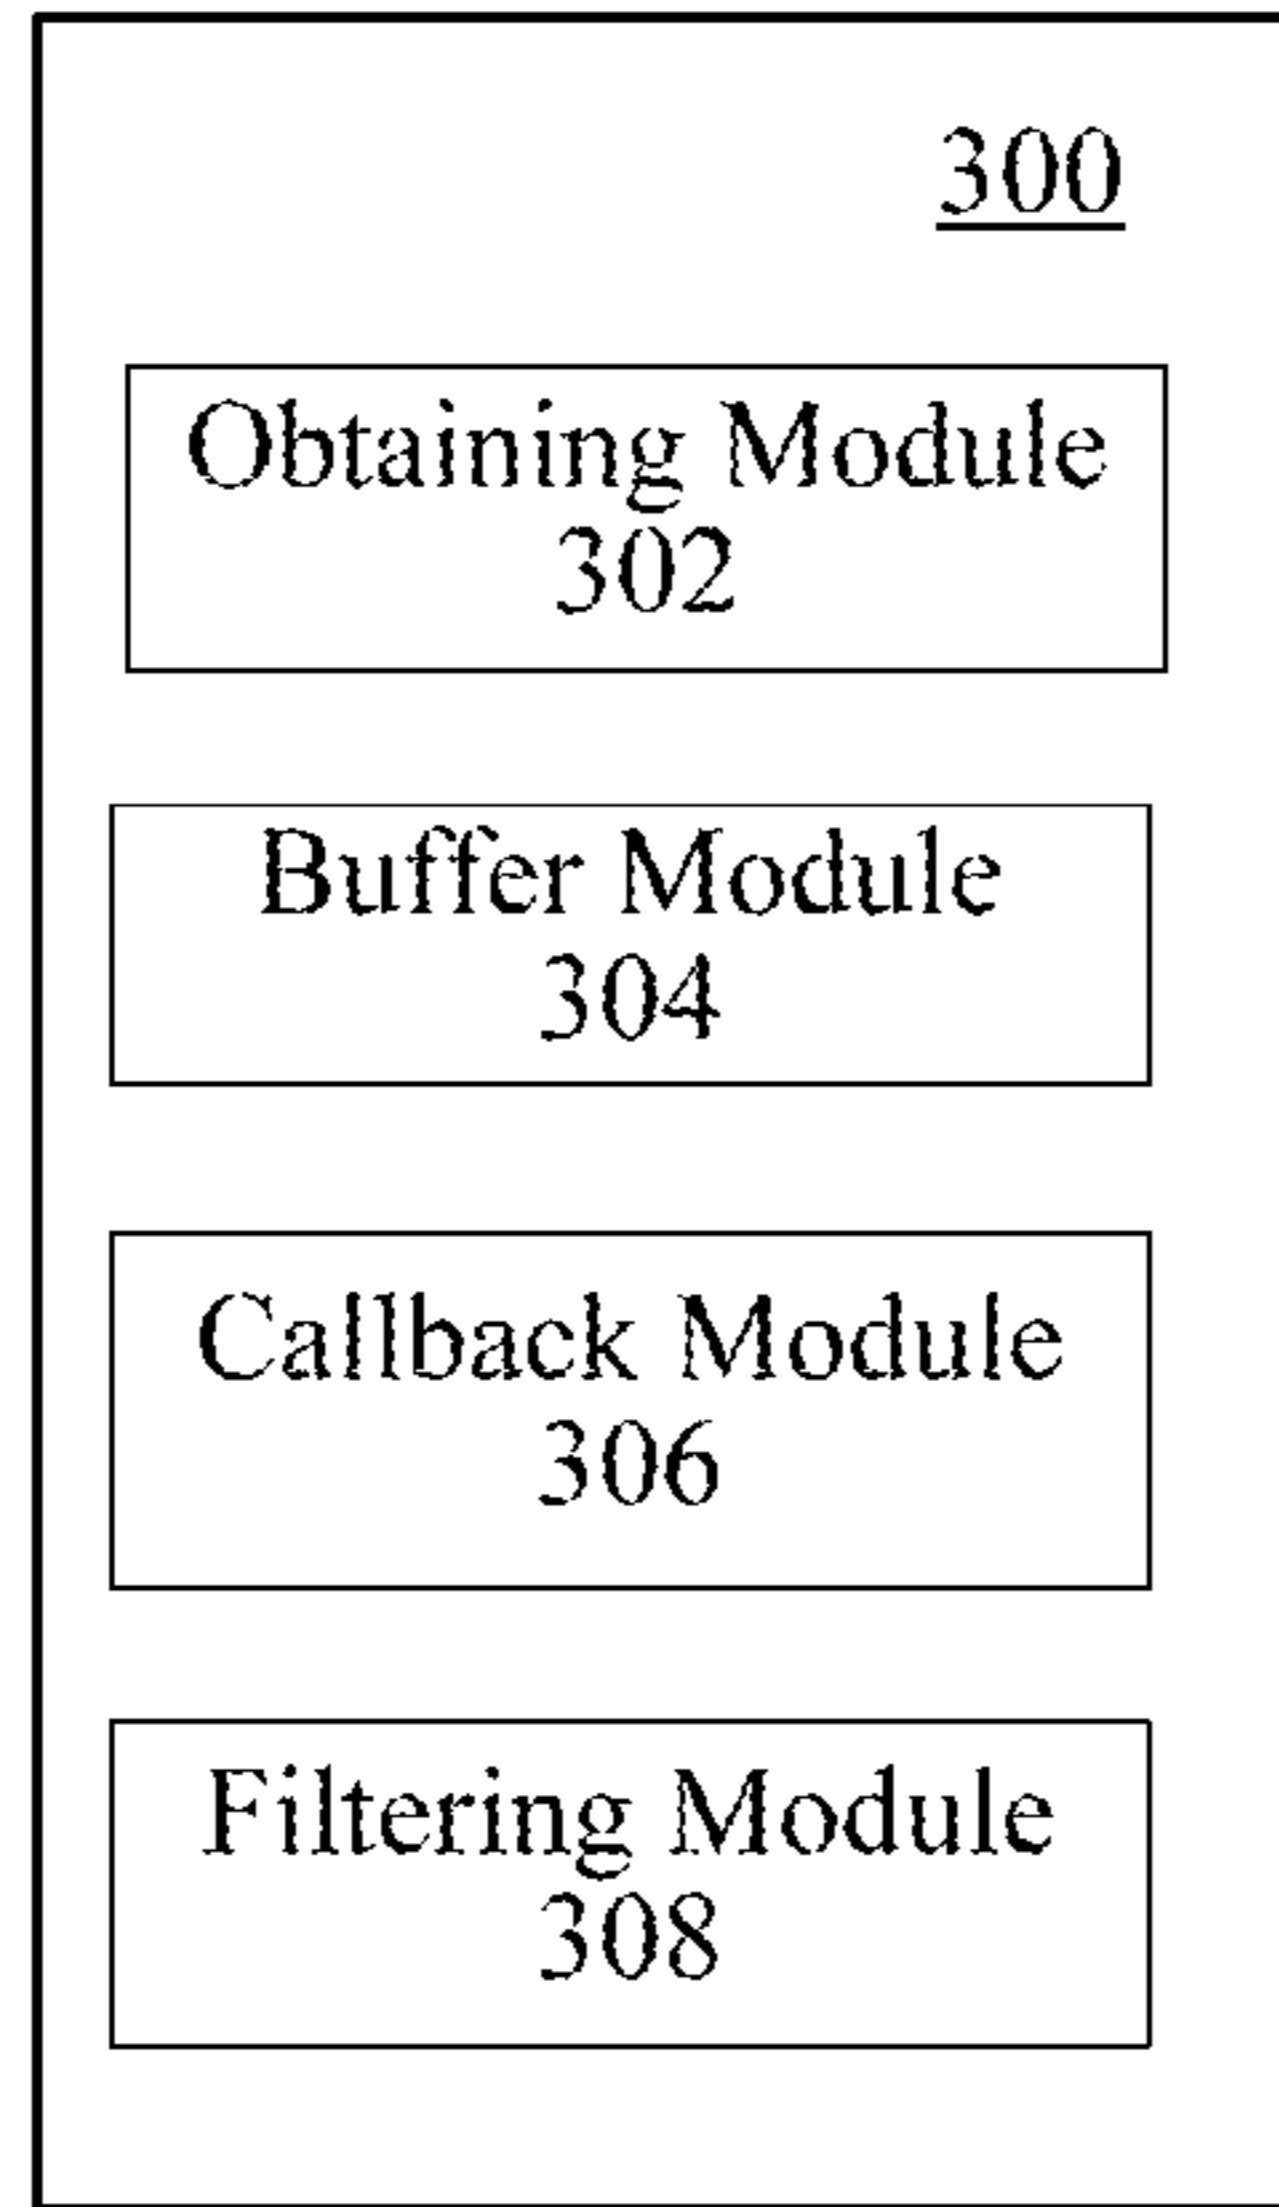 300
Obtaining Module
302
Buffer Module
304
Callback Module
306
Filtering Module
308